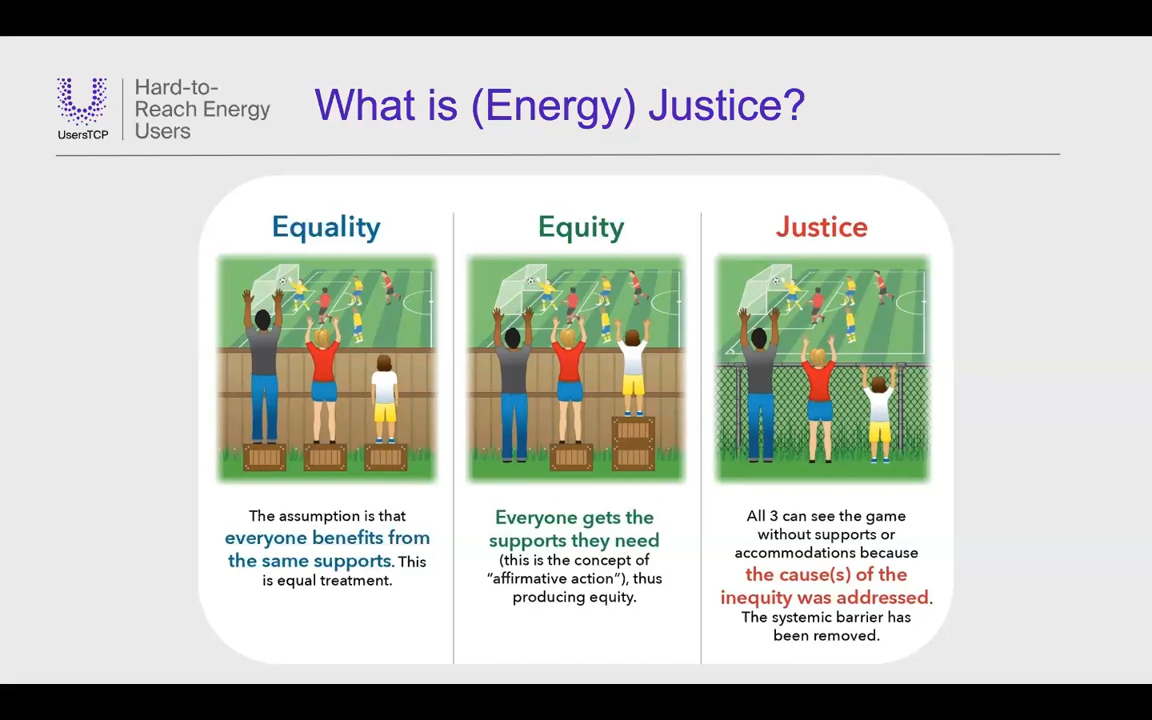 UsersTCP
Hard-to-
Reach Energy
Users
What is (Energy) Justice?
Equality
The assumption is that
everyone benefits from
the same supports. This
is equal treatment.
Equity
Everyone gets the
supports they need
(this is the concept of
“affirmative action”), thus
producing equity.
Justice
All 3 can see the game
without supports or
accommodations because
the cause(s) of the
inequity was addressed.
The systemic barrier has
been removed.